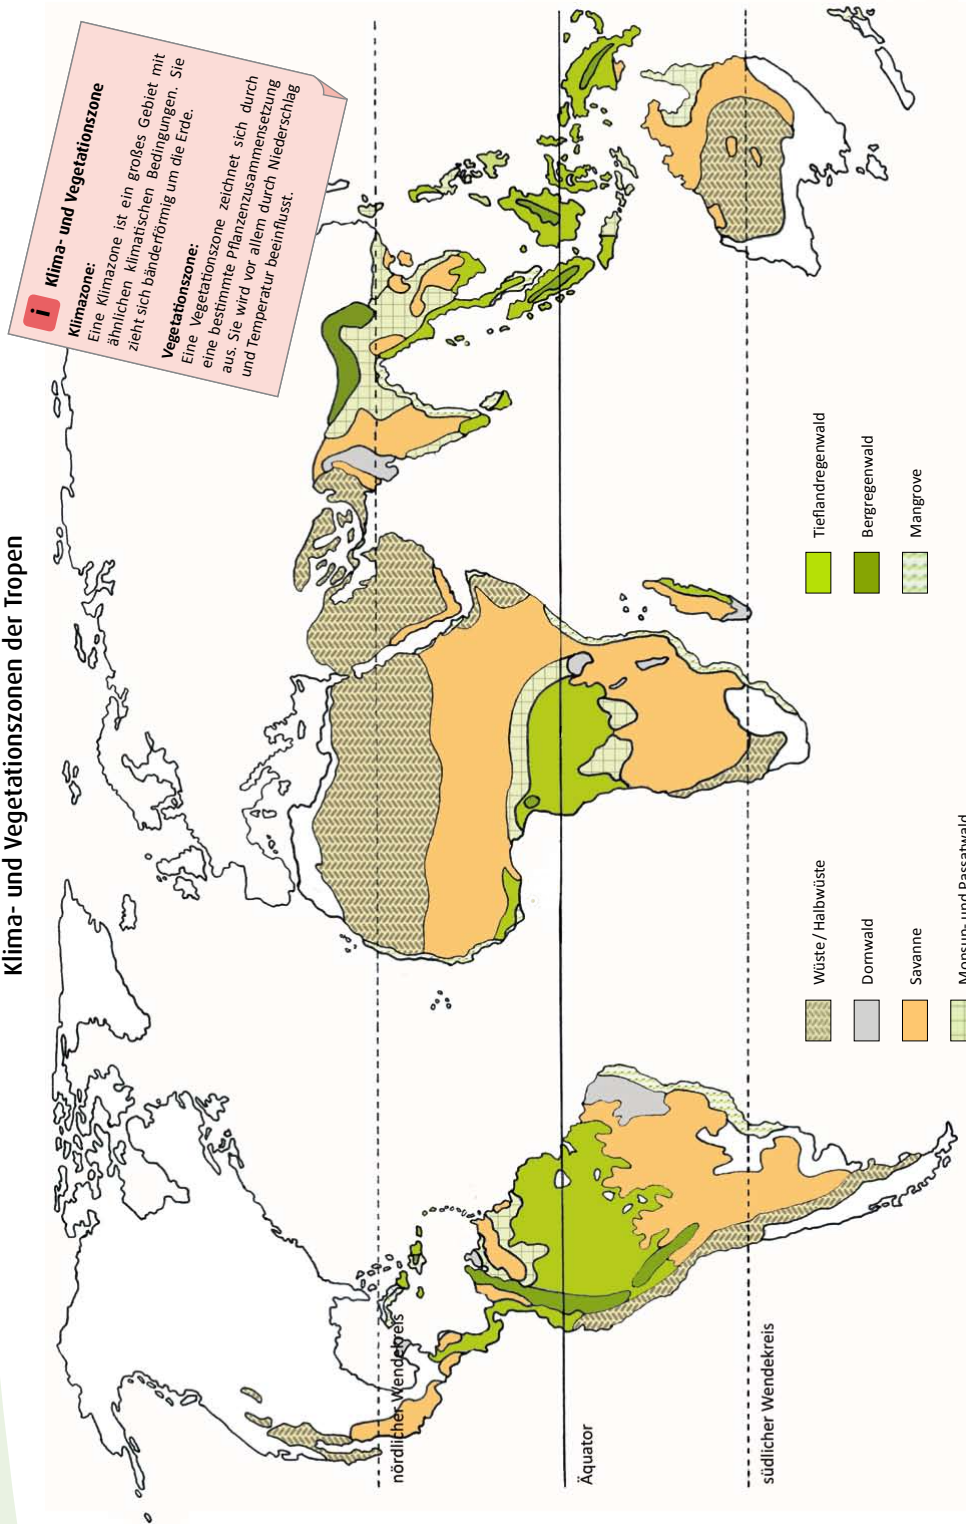 Klima- und Vegetationszonen der Tropen
i Klima- und Vegetationszone
Klimazone:
Eine Klimazone ist ein großes Gebiet mit
ähnlichen klimatischen Bedingungen. Sie
zieht sich bänderförmig um die Erde.
Vegetationszone:
Eine Vegetationszone zeichnet sich durch
eine bestimmte Pflanzenzusammensetzung
aus. Sie wird vor allem durch Niederschlag
und Temperatur beeinflusst.
nördlicher Wendekreis
Äquator
südlicher Wendekreis
Wüste / Halbwüste
Dornwald
Savanne
Monsun- und Passatwald
Tieflandregenwald
Bergregenwald
Mangrove